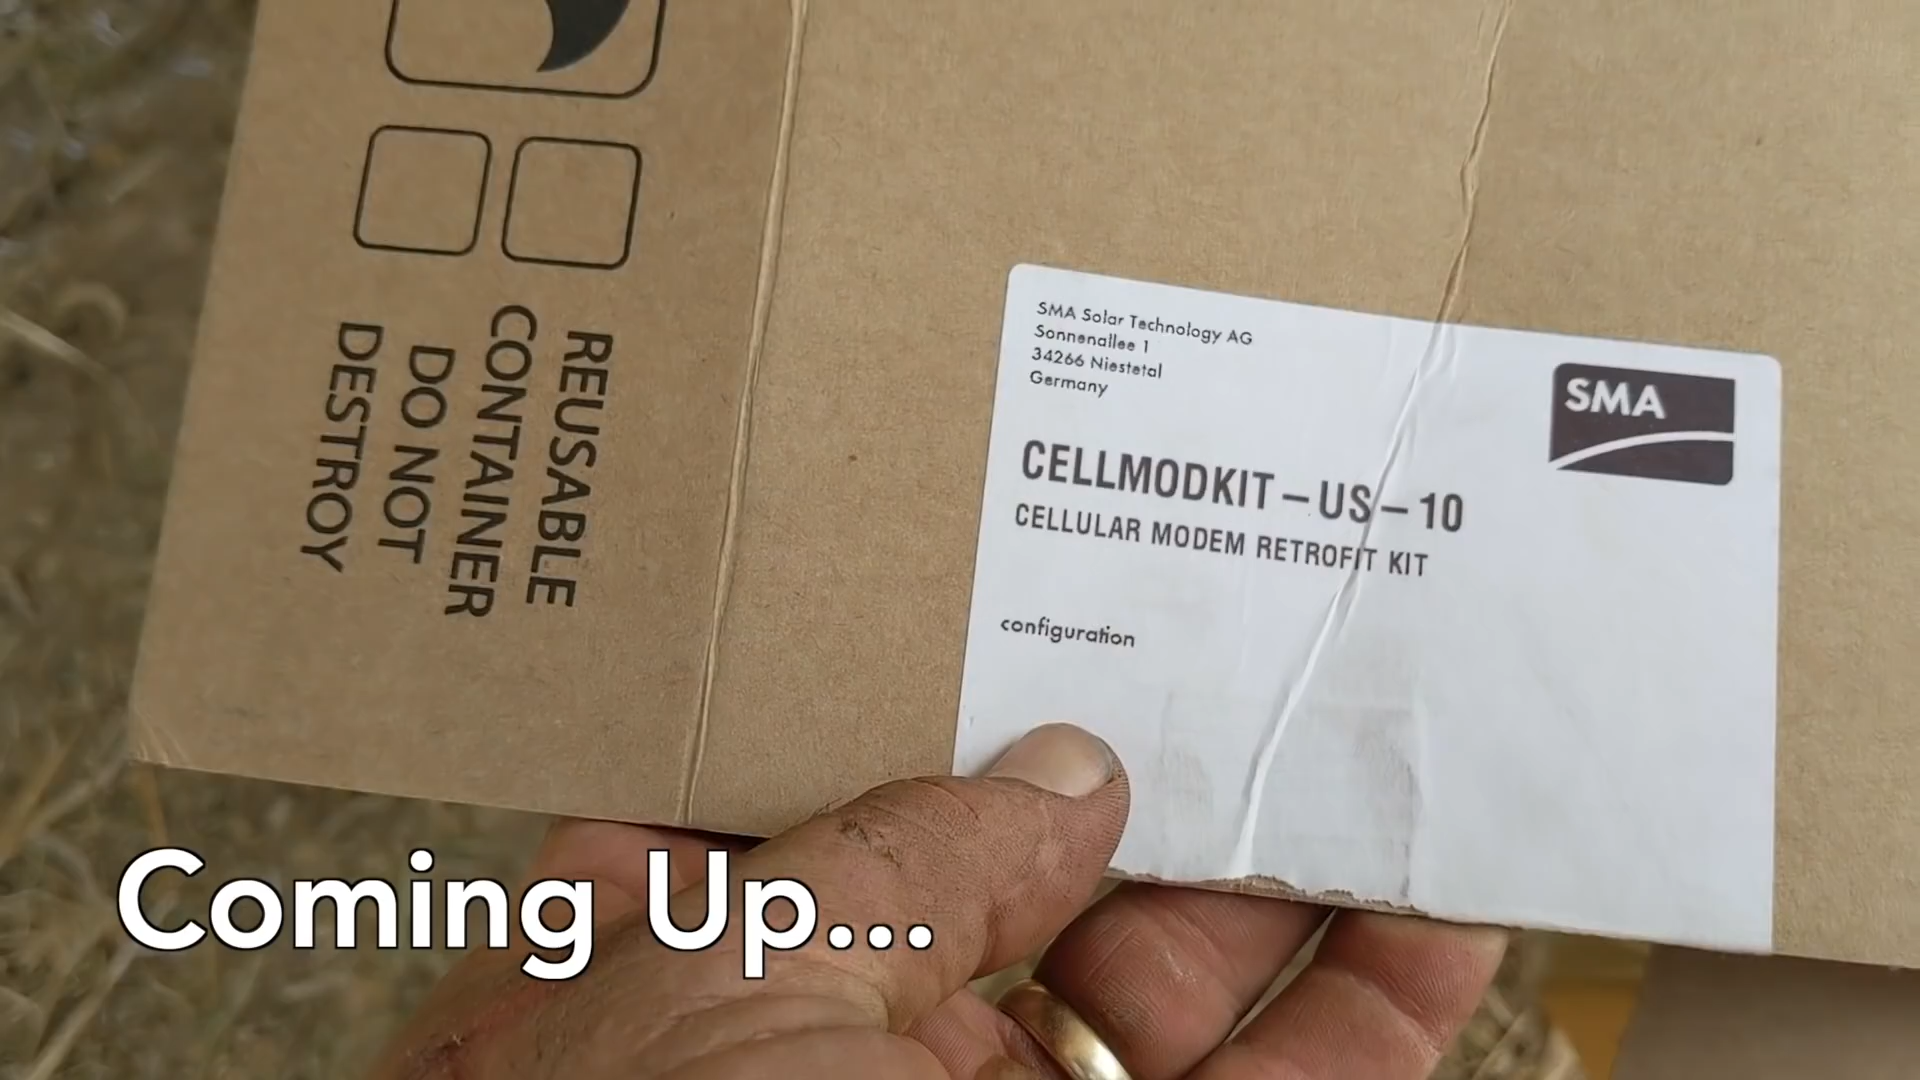 REUSABLE
CONTAINER
DO NOT
DESTROY
SMA Solar Technology AG
Sonnenallee 1
34266 Niestetal
Germany
SMA
CELLMODKIT – US – 10
CELLULAR MODEM RETROFIT KIT
configuration
Coming Up...